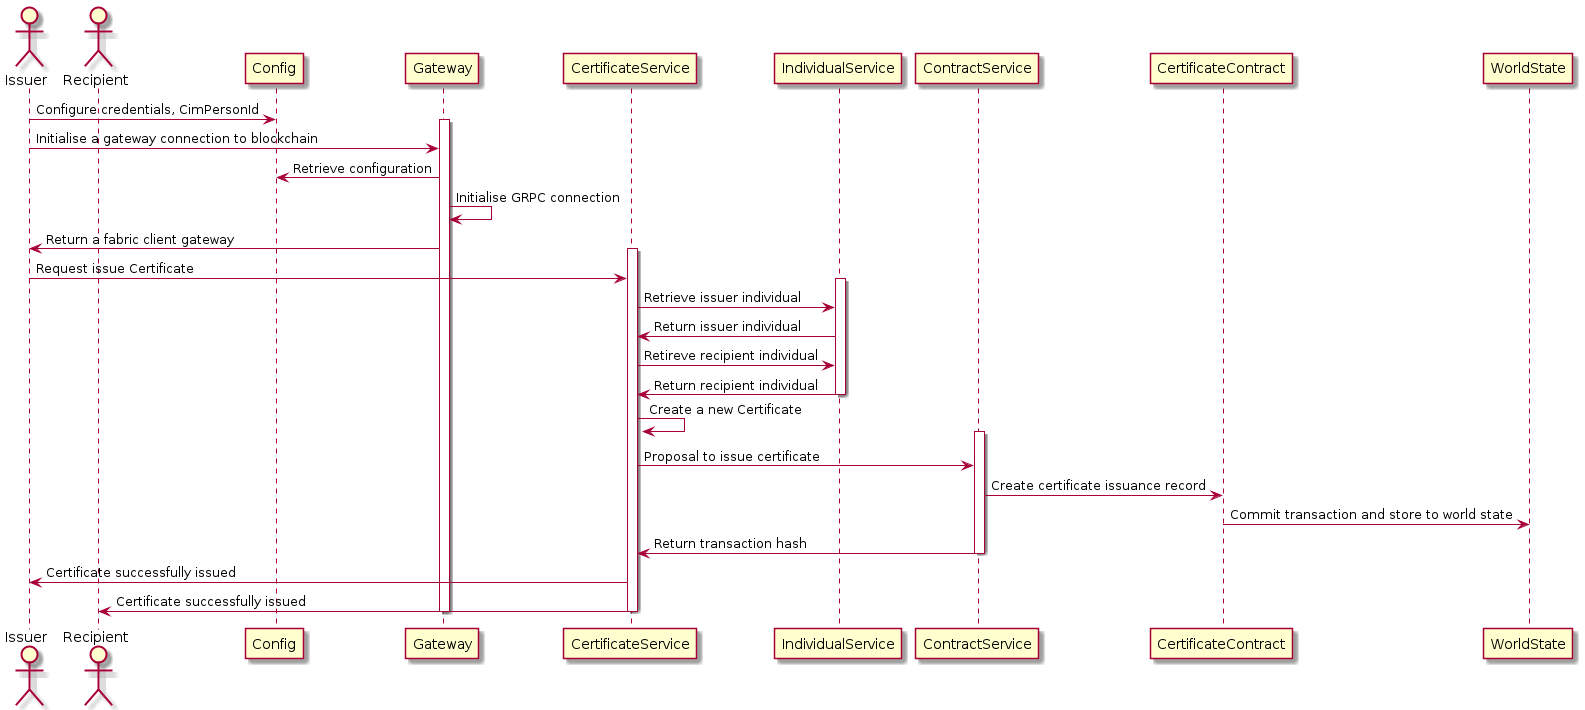 Issuer
Recipient
Config
Gateway
CertificateService
IndividualService
ContractService
CertificateContract
WorldState
Configure credentials, CimPersonId
Initialise a gateway connection to blockchain
Retrieve configuration
Initialise GRPC connection
Return a fabric client gateway
Request issue Certificate
Retrieve issuer individual
Return issuer individual
Retireve recipient individual
Return recipient individual
Create a new Certificate
Proposal to issue certificate
Create certificate issuance record
Commit transaction and store to world state
Return transaction hash
Certificate successfully issued
Certificate successfully issued
Issuer
Recipient
Config
Gateway
CertificateService
IndividualService
ContractService
CertificateContract
WorldState